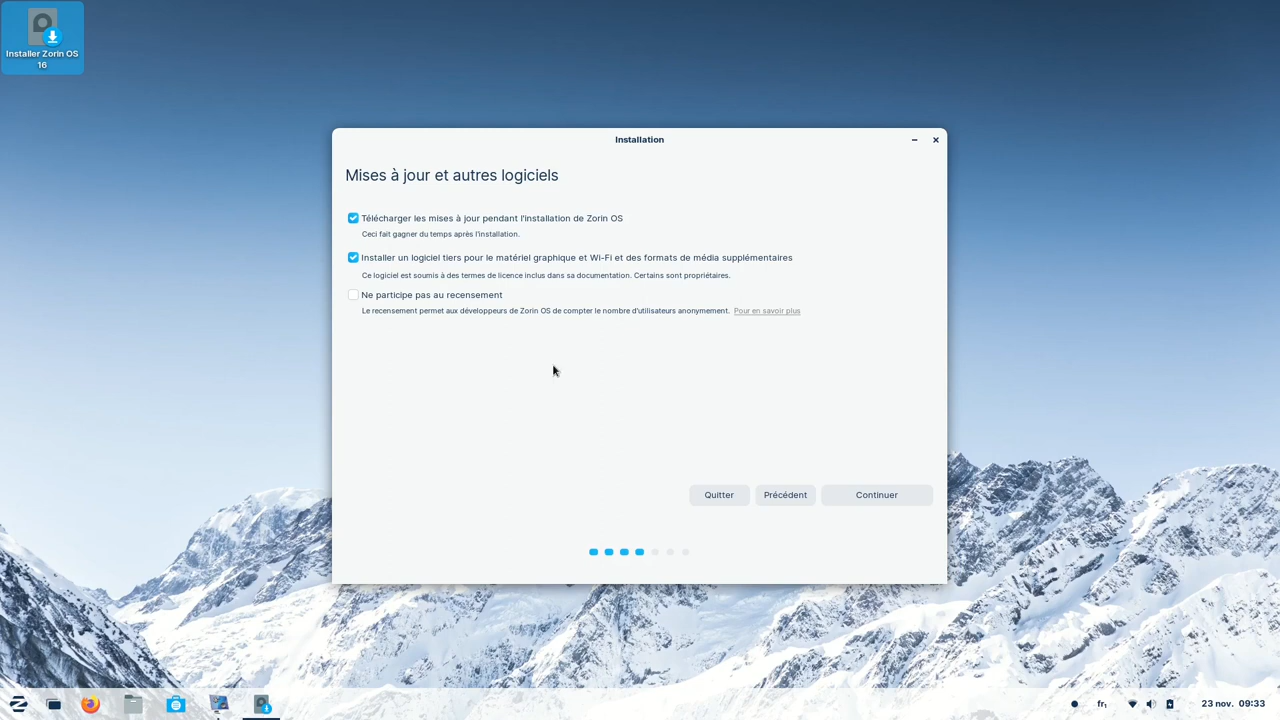 Installer Zorin OS
16
Installation
Mises à jour et autres logiciels
Télécharger les mises à jour pendant l'installation de Zorin OS
Ceci fait gagner du temps après l'installation.
Installer un logiciel tiers pour le matériel graphique et Wi-Fi et des formats de média supplémentaires
Ce logiciel est soumis à des termes de licence inclus dans sa documentation. Certains sont propriétaires.
Ne participe pas au recensement
Le recensement permet aux développeurs de Zorin OS de compter le nombre d'utilisateurs anonymement. Pour en savoir plus
Quitter Précédent Continuer
fr₁ 23 nov. 09:33